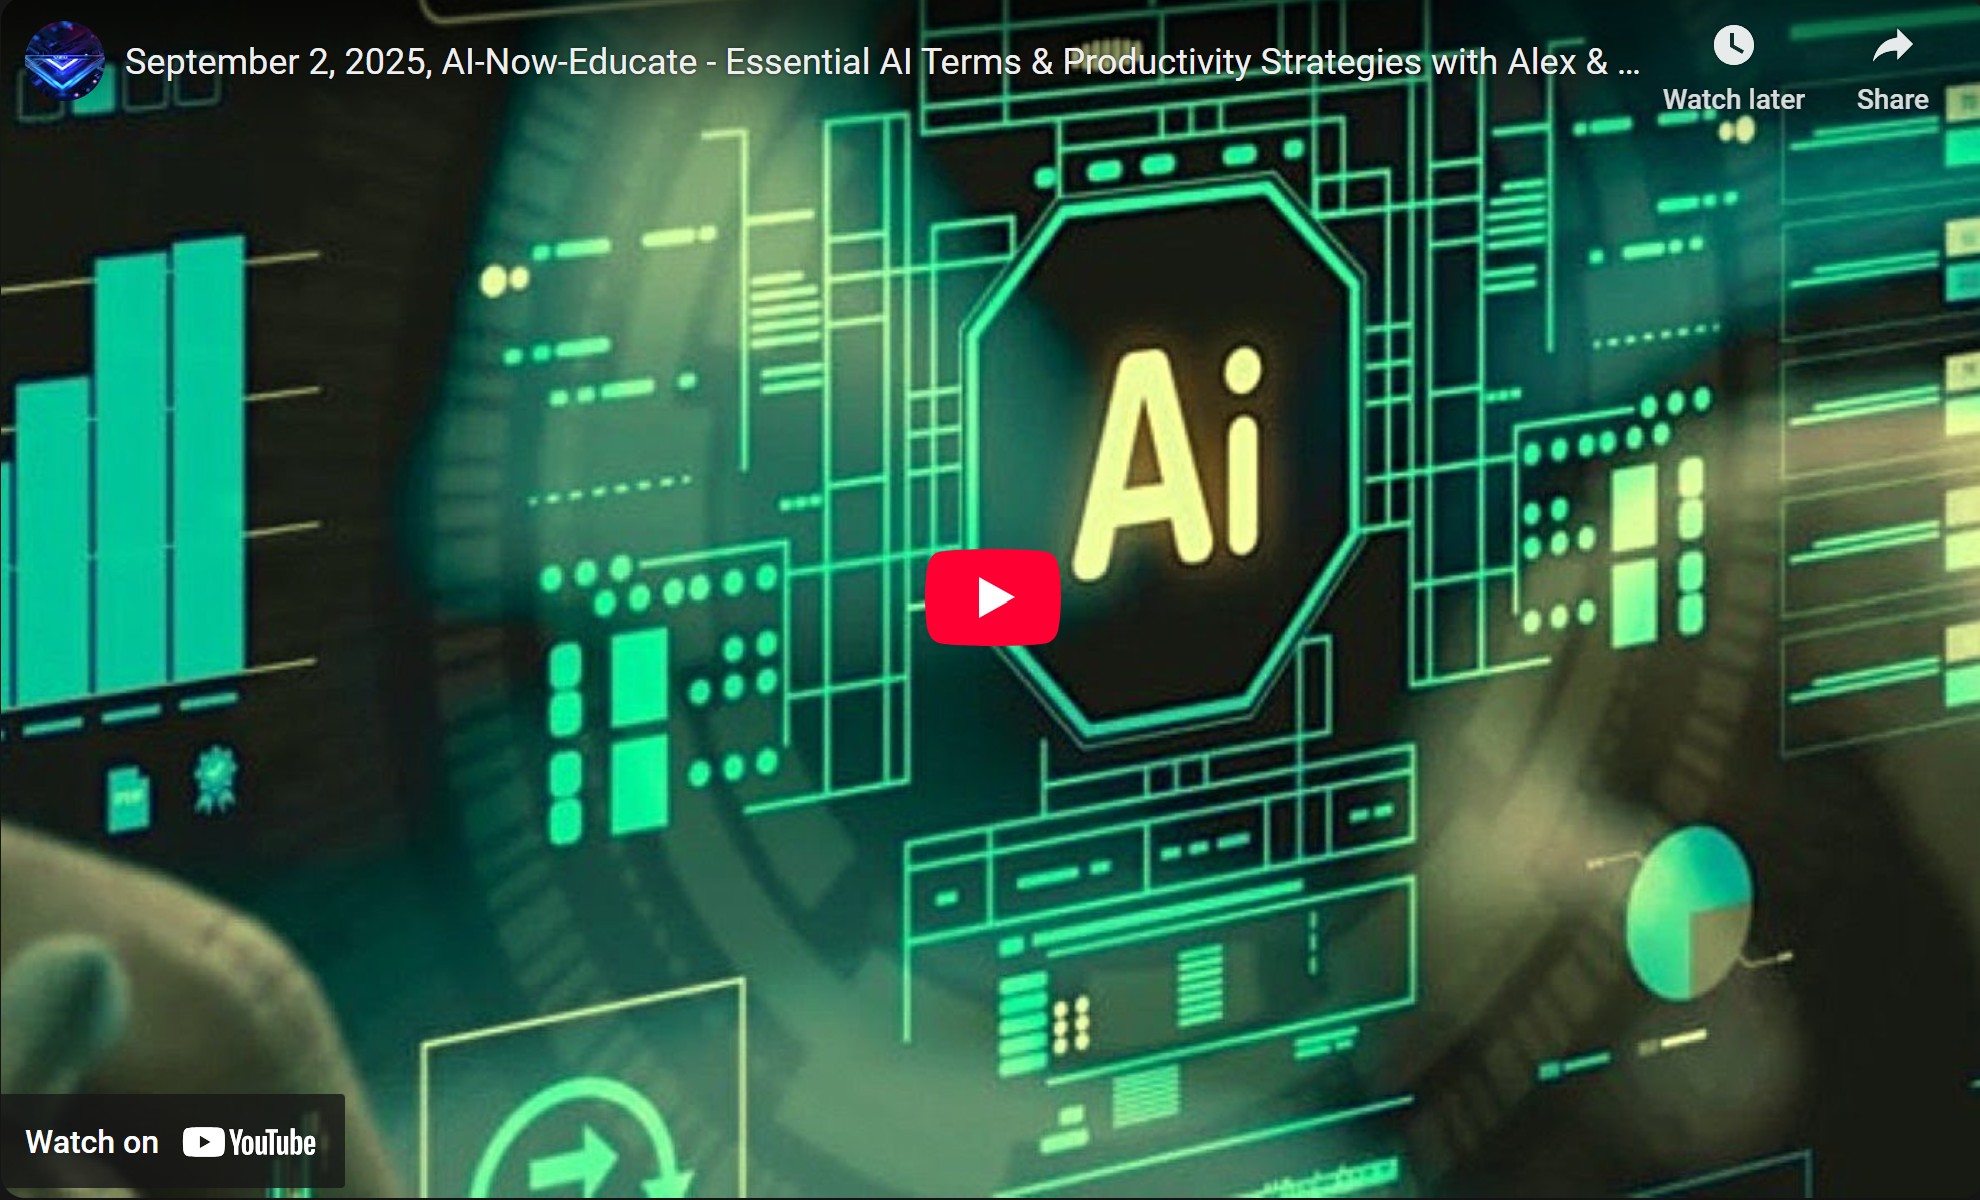 September 2, 2025, AI-Now-Educate - Essential AI Terms & Productivity Strategies with Alex & ...
Watch later
Share
Ai
Watch on YouTube